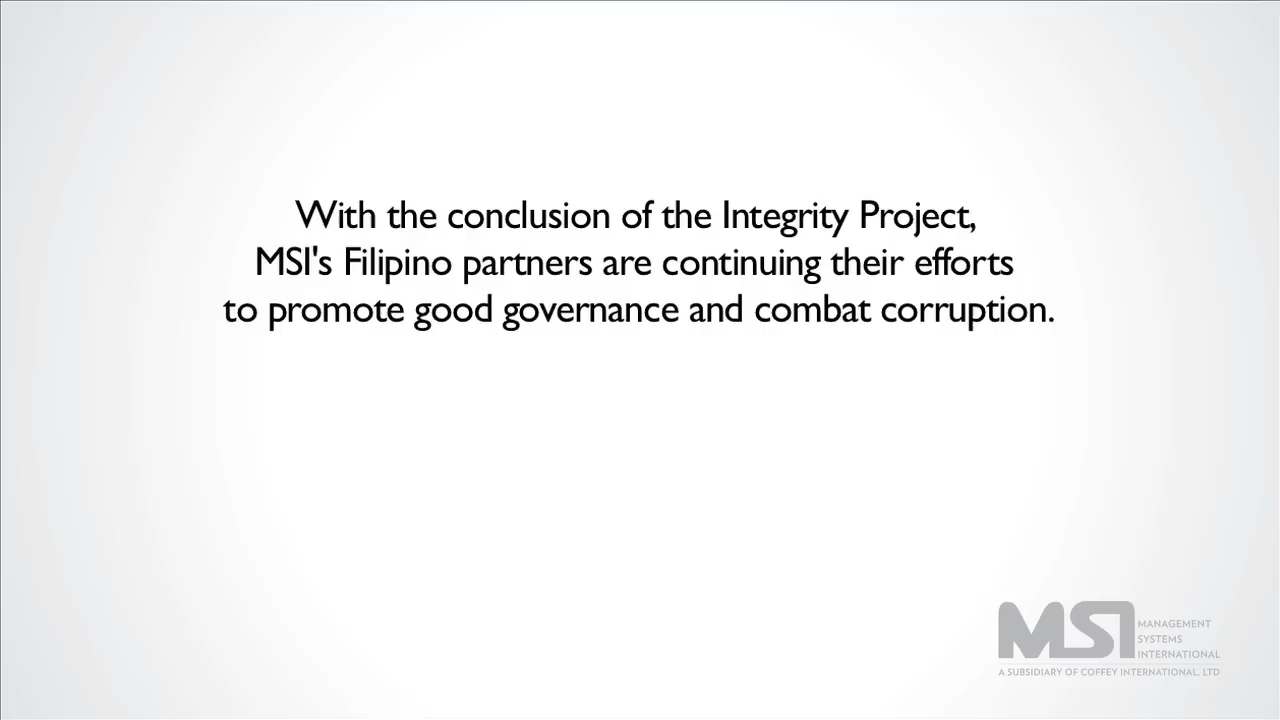 With the conclusion of the Integrity Project,
MSI's Filipino partners are continuing their efforts
to promote good governance and combat corruption.
MSI
MANAGEMENT
SYSTEMS
INTERNATIONAL
A SUBSIDIARY OF COFFEY INTERNATIONAL, LTD